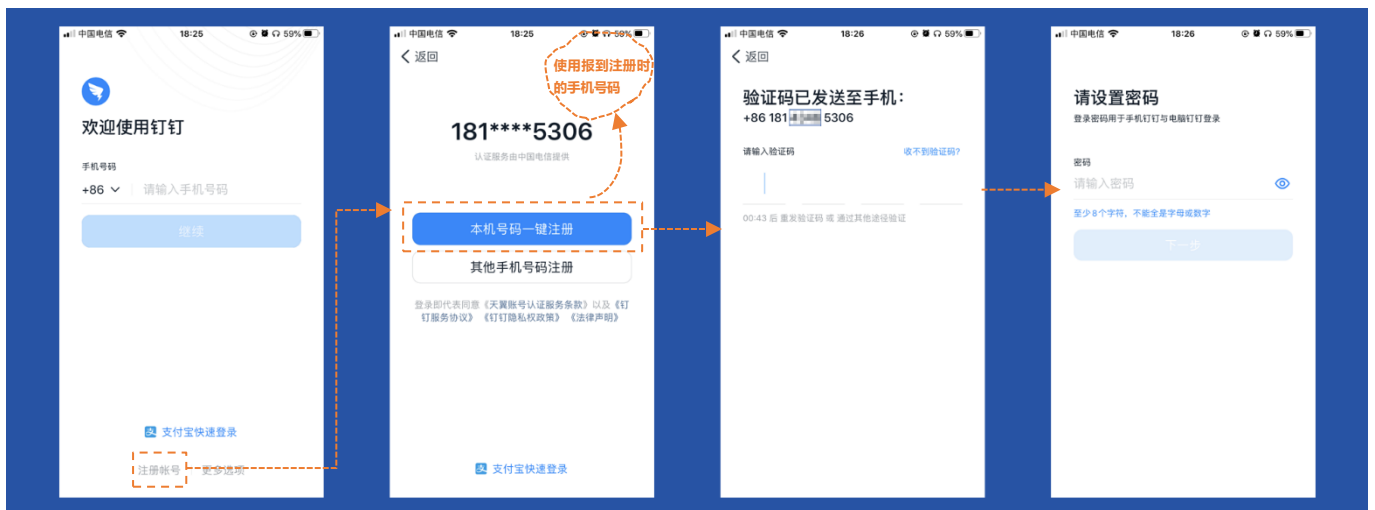 中国电信 18:25 59%
欢迎使用钉钉
手机号码
+86 请输入手机号码
继续
支付宝快速登录
注册帐号 更多选项
中国电信 18:25 59%
返回
使用报到注册时
的手机号码
181****5306
认证服务由中国电信提供
本机号码一键注册
其他手机号码注册
登录即代表同意《天翼账号认证服务条款》以及《钉
钉服务协议》《钉钉隐私权政策》《法律声明》
支付宝快速登录
中国电信 18:26 59%
返回
验证码已发送至手机：
+86 181 5306
请输入验证码 收不到验证码?
00:43 后 重发验证码 或 通过其他途径验证
中国电信 18:26 59%
请设置密码
登录密码用于手机钉钉与电脑钉钉登录
密码
请输入密码
至少8个字符，不能全是字母或数字
下一步